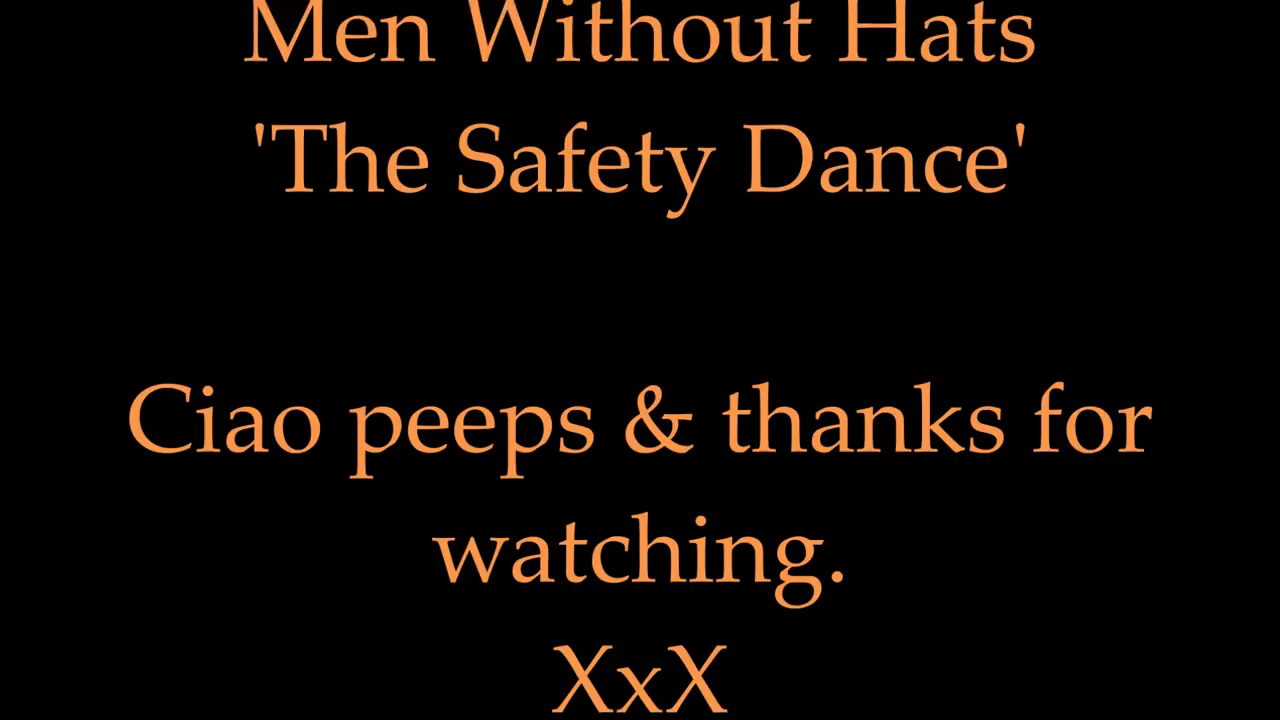 Men Without Hats
'The Safety Dance'
Ciao peeps & thanks for
watching.
XxX